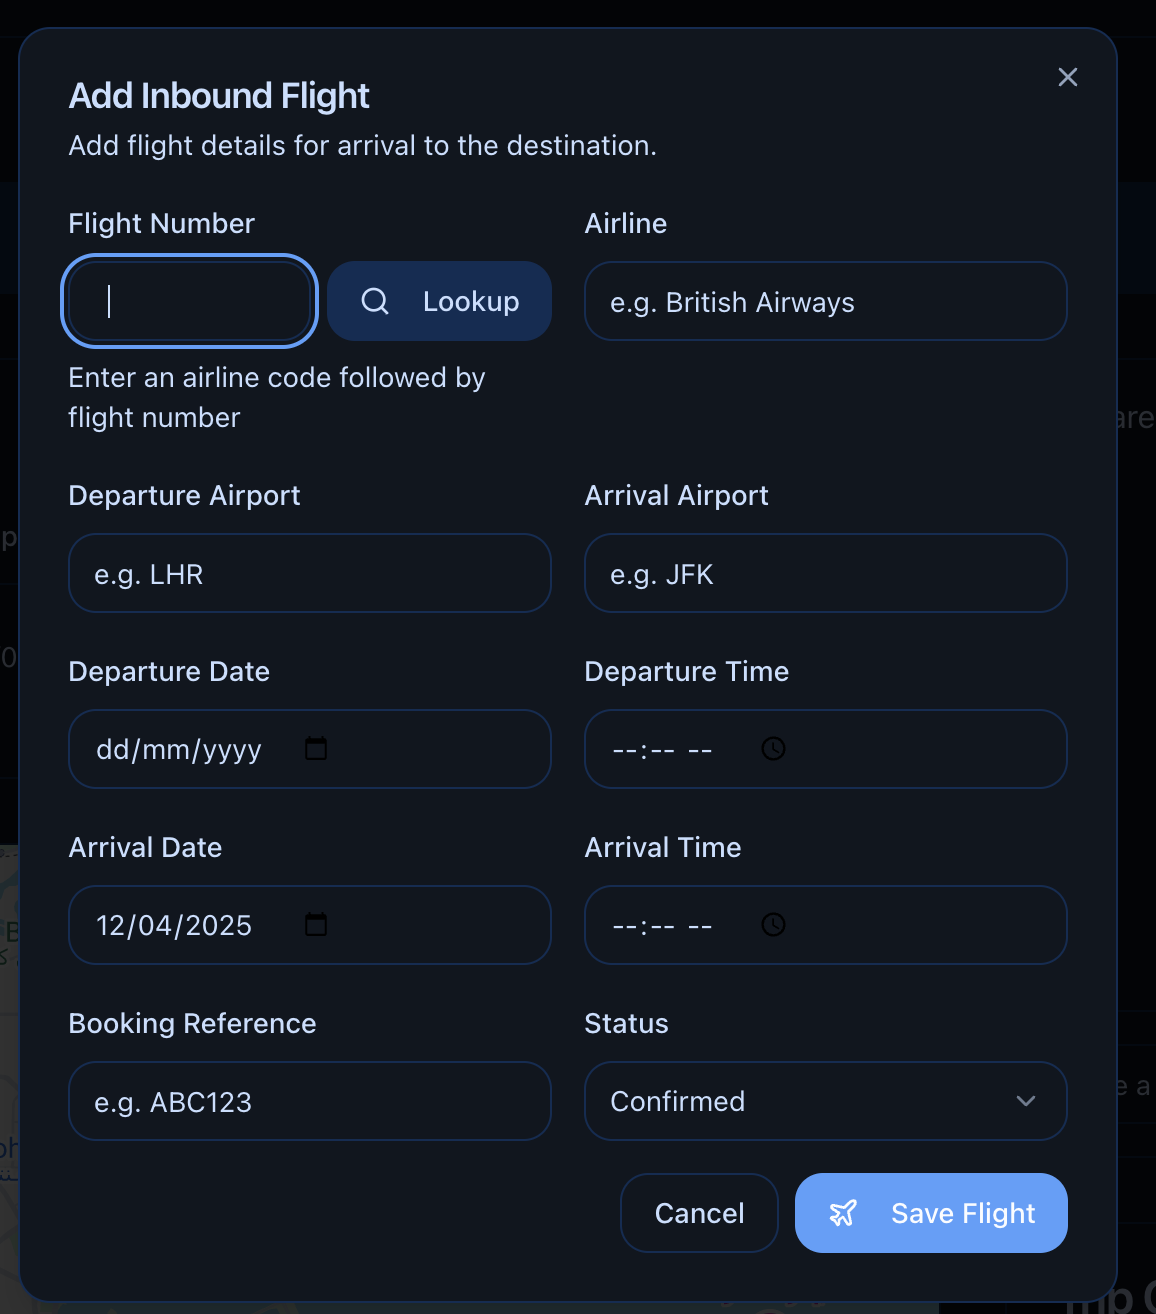 Add Inbound Flight
Add flight details for arrival to the destination.
Flight Number
Airline
Lookup
e.g. British Airways
Enter an airline code followed by
flight number
Departure Airport
Arrival Airport
e.g. LHR
e.g. JFK
Departure Date
Departure Time
dd/mm/yyyy
--:-- --
Arrival Date
Arrival Time
12/04/2025
--:-- --
Booking Reference
Status
e.g. ABC123
Confirmed
Cancel
Save Flight